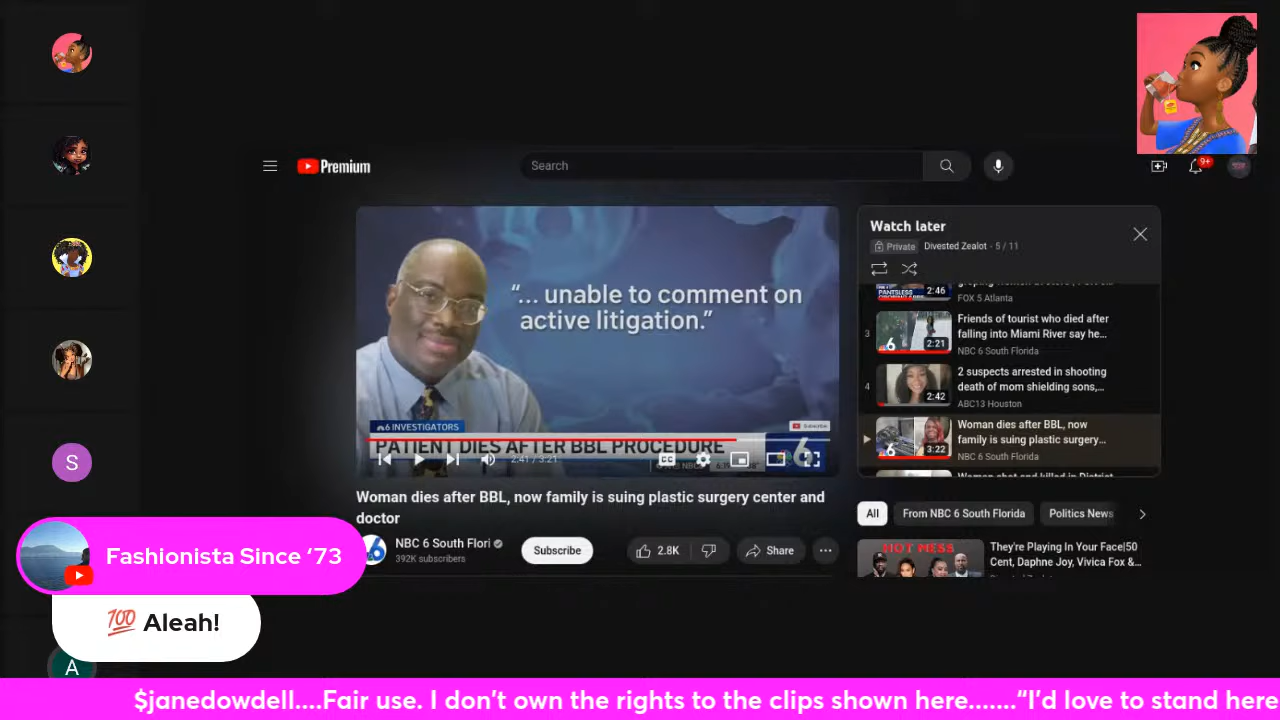 Premium
Search
9+
"... unable to comment on
active litigation."
6 INVESTIGATORS
Subscribe
PATIENT DIES AFTER BBL PROCEDURE
6
2:41 / 3:21
CC
Woman dies after BBL, now family is suing plastic surgery center and
doctor
NBC 6 South Flori
392K subscribers
Subscribe
2.8K
Share
Watch later
Private
Divested Zealot - 5 / 11
2:46
FOX 5 Atlanta
3
6
2:21
Friends of tourist who died after
falling into Miami River say he...
NBC 6 South Florida
4
2:42
2 suspects arrested in shooting
death of mom shielding sons,...
ABC13 Houston
6
3:22
Woman dies after BBL, now
family is suing plastic surgery...
NBC 6 South Florida
All
From NBC 6 South Florida
Politics News
HOT MESS
They're Playing In Your Face|50
Cent, Daphne Joy, Vivica Fox &...
S
Fashionista Since ‘73
💯 Aleah!
A
$janedowdell....Fair use. I don’t own the rights to the clips shown here.......“I’d love to stand here